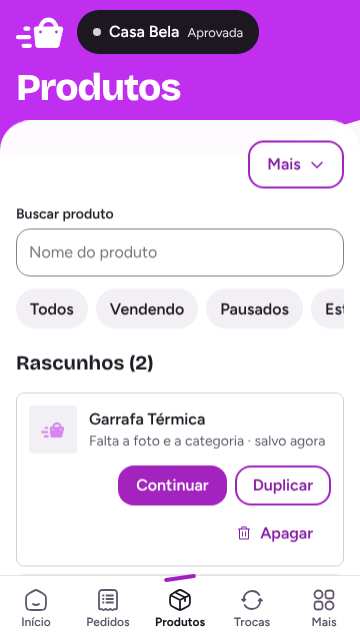 Casa Bela Aprovada
Produtos
Mais
Buscar produto
Nome do produto
Todos Vendendo Pausados Est
Rascunhos (2)
Garrafa Térmica
Falta a foto e a categoria · salvo agora
Continuar Duplicar
Apagar
Início Pedidos Produtos Trocas Mais